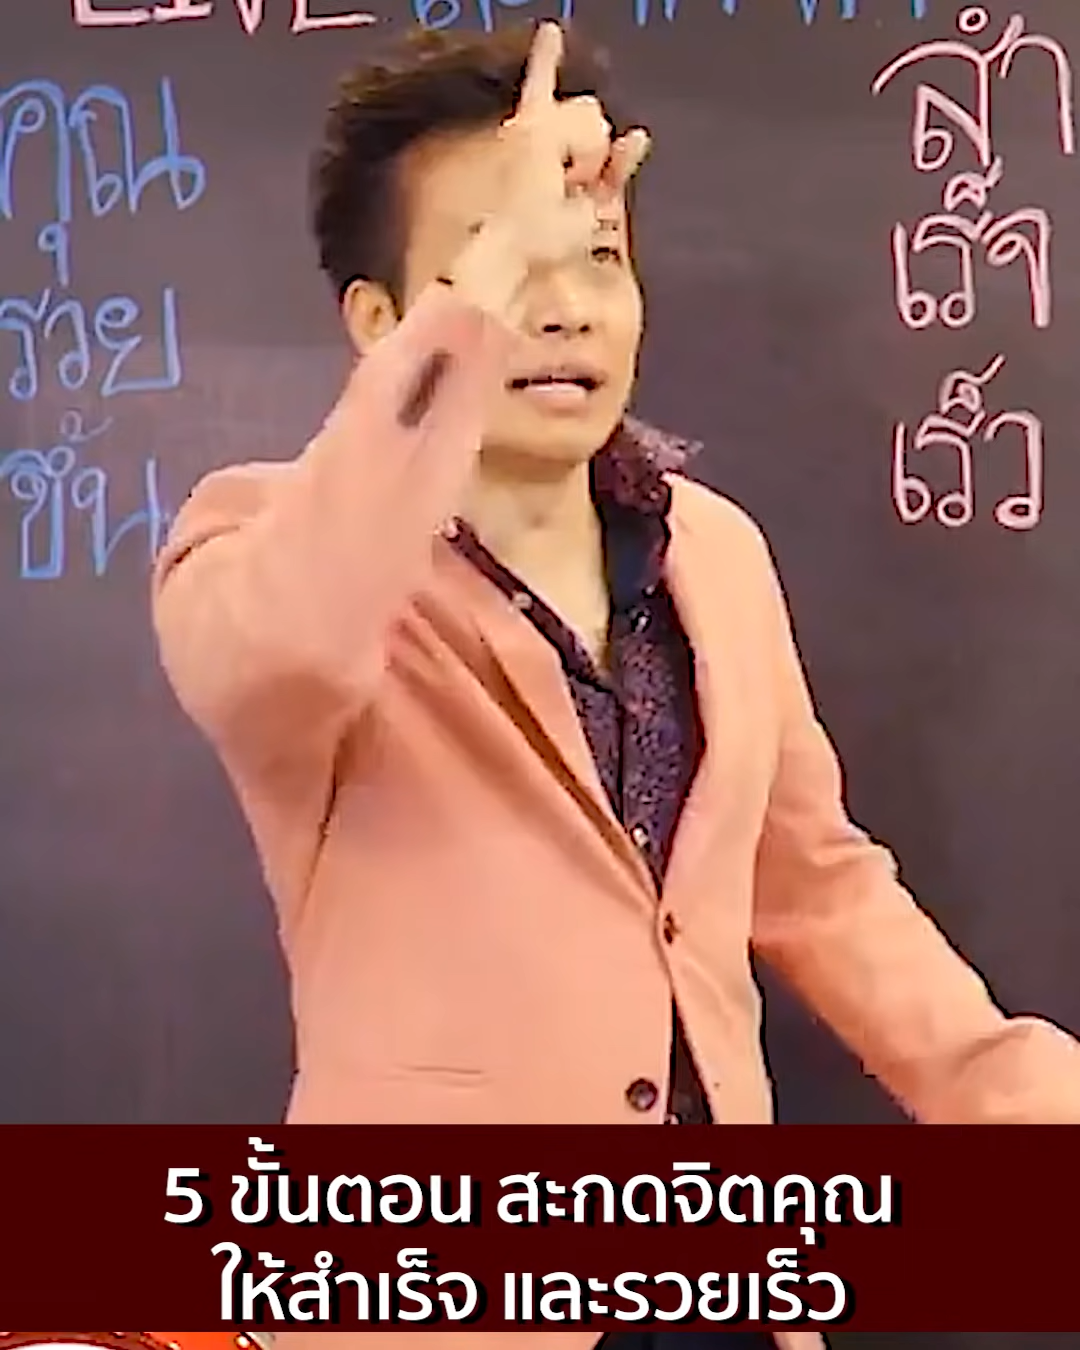 LIVE
คุณ
รวย
ขึ้น
สำ
เร็จ
เร็ว
5 ขั้นตอน สะกดจิตคุณ
ให้สำเร็จ และรวยเร็ว